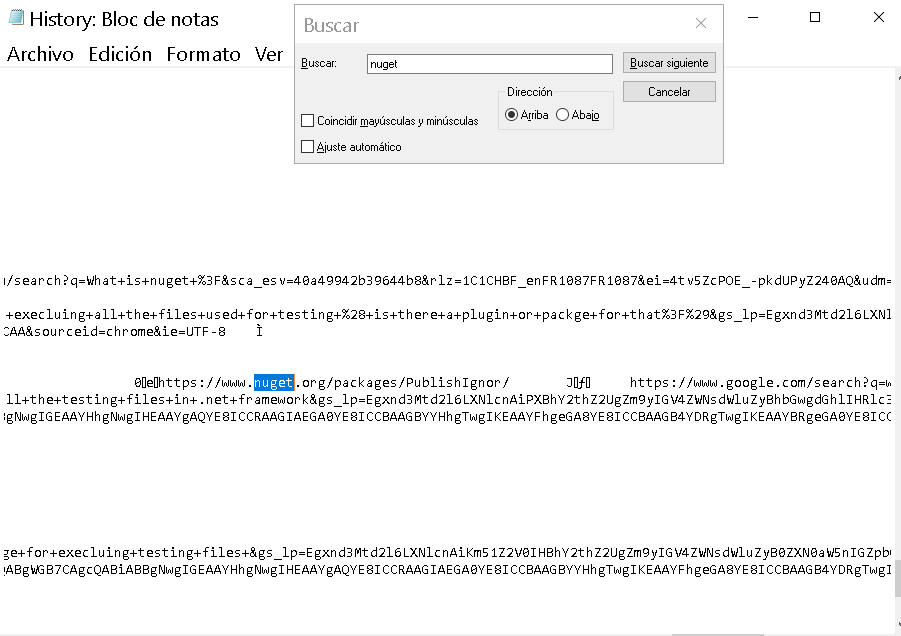 History: Bloc de notas
Archivo Edición Formato Ver
Buscar
Buscar:
nuget
Buscar siguiente
Cancelar
Dirección
Arriba
Abajo
Coincidir mayúsculas y minúsculas
Ajuste automático
/search?q=What+is+nuget+%3F&sca_esv=40a49942b39644b8&rlz=1C1CHBF_enFR1087FR1087&ei=4tv5ZcPOE_-pkdUPyZ240AQ&udm=
+execluing+all+the+files+used+for+testing+%28+is+there+a+plugin+or+packge+for+that%3F%29&gs_lp=Egxnd3Mtd2l6LXNl
CAA&sourceid=chrome&ie=UTF-8
0 e https://www.nuget.org/packages/PublishIgnor/ J ƒ https://www.google.com/search?q=w
ll+the+testing+files+in+.net+framework&gs_lp=Egxnd3Mtd2l6LXNlcnAiPXBhY2thZ2UgZm9yIGV4ZWNsdWluZyBhbGwgdGhlIHRlc3
gNwgIGEAAYHhgNwgIHEAAYgAQYE8ICCRAAGIAEGA0YE8ICCBAAGBYYHhgTwgIKEAAYFhgeGA8YE8ICCBAAGB4YDRgTwgIKEAAYBRgeGA0YE8ICC
ge+for+execluing+testing+files+&gs_lp=Egxnd3Mtd2l6LXNlcnAiKm51Z2V0IHBhY2thZ2UgZm9yIGV4ZWNsdWluZyB0ZXN0aW5nIGZpb
QABgWGB7CAgcQABiABBgNwgIGEAAYHhgNwgIHEAAYgAQYE8ICCRAAGIAEGA0YE8ICCBAAGBYYHhgTwgIKEAAYFhgeGA8YE8ICCBAAGB4YDRgTwgI